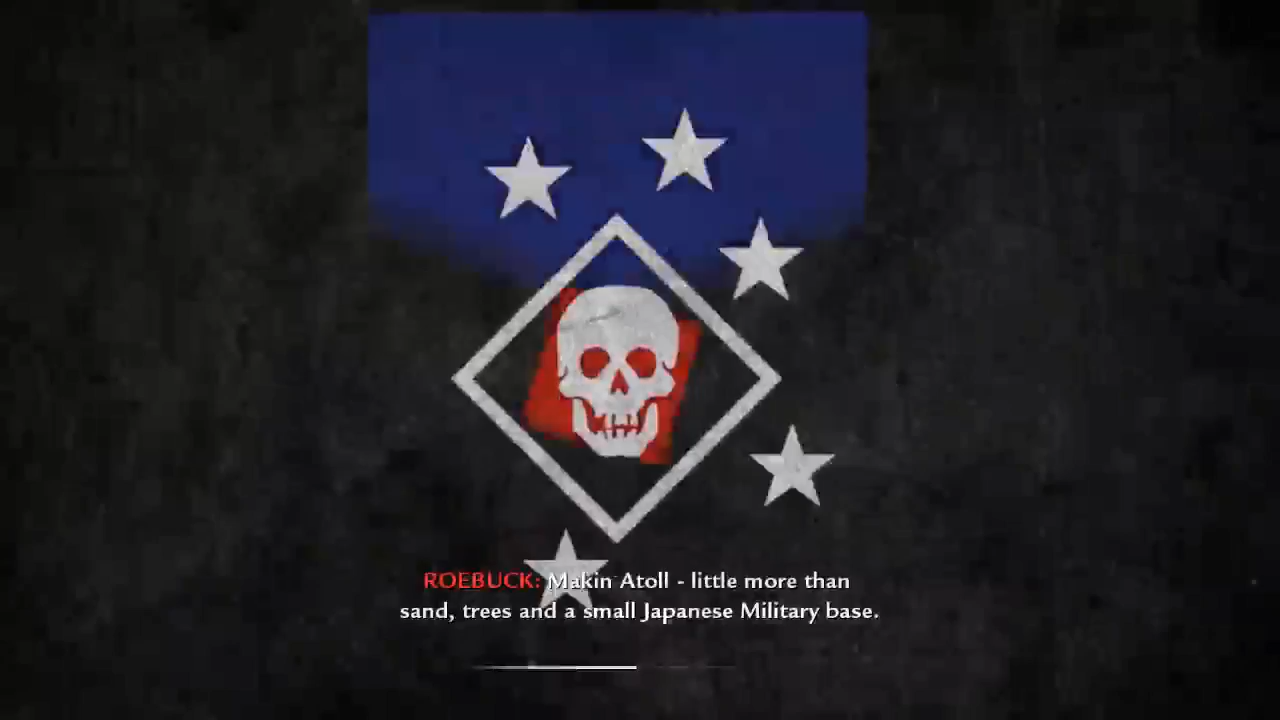 ROEBUCK: Makin Atoll - little more than
sand, trees and a small Japanese Military base.